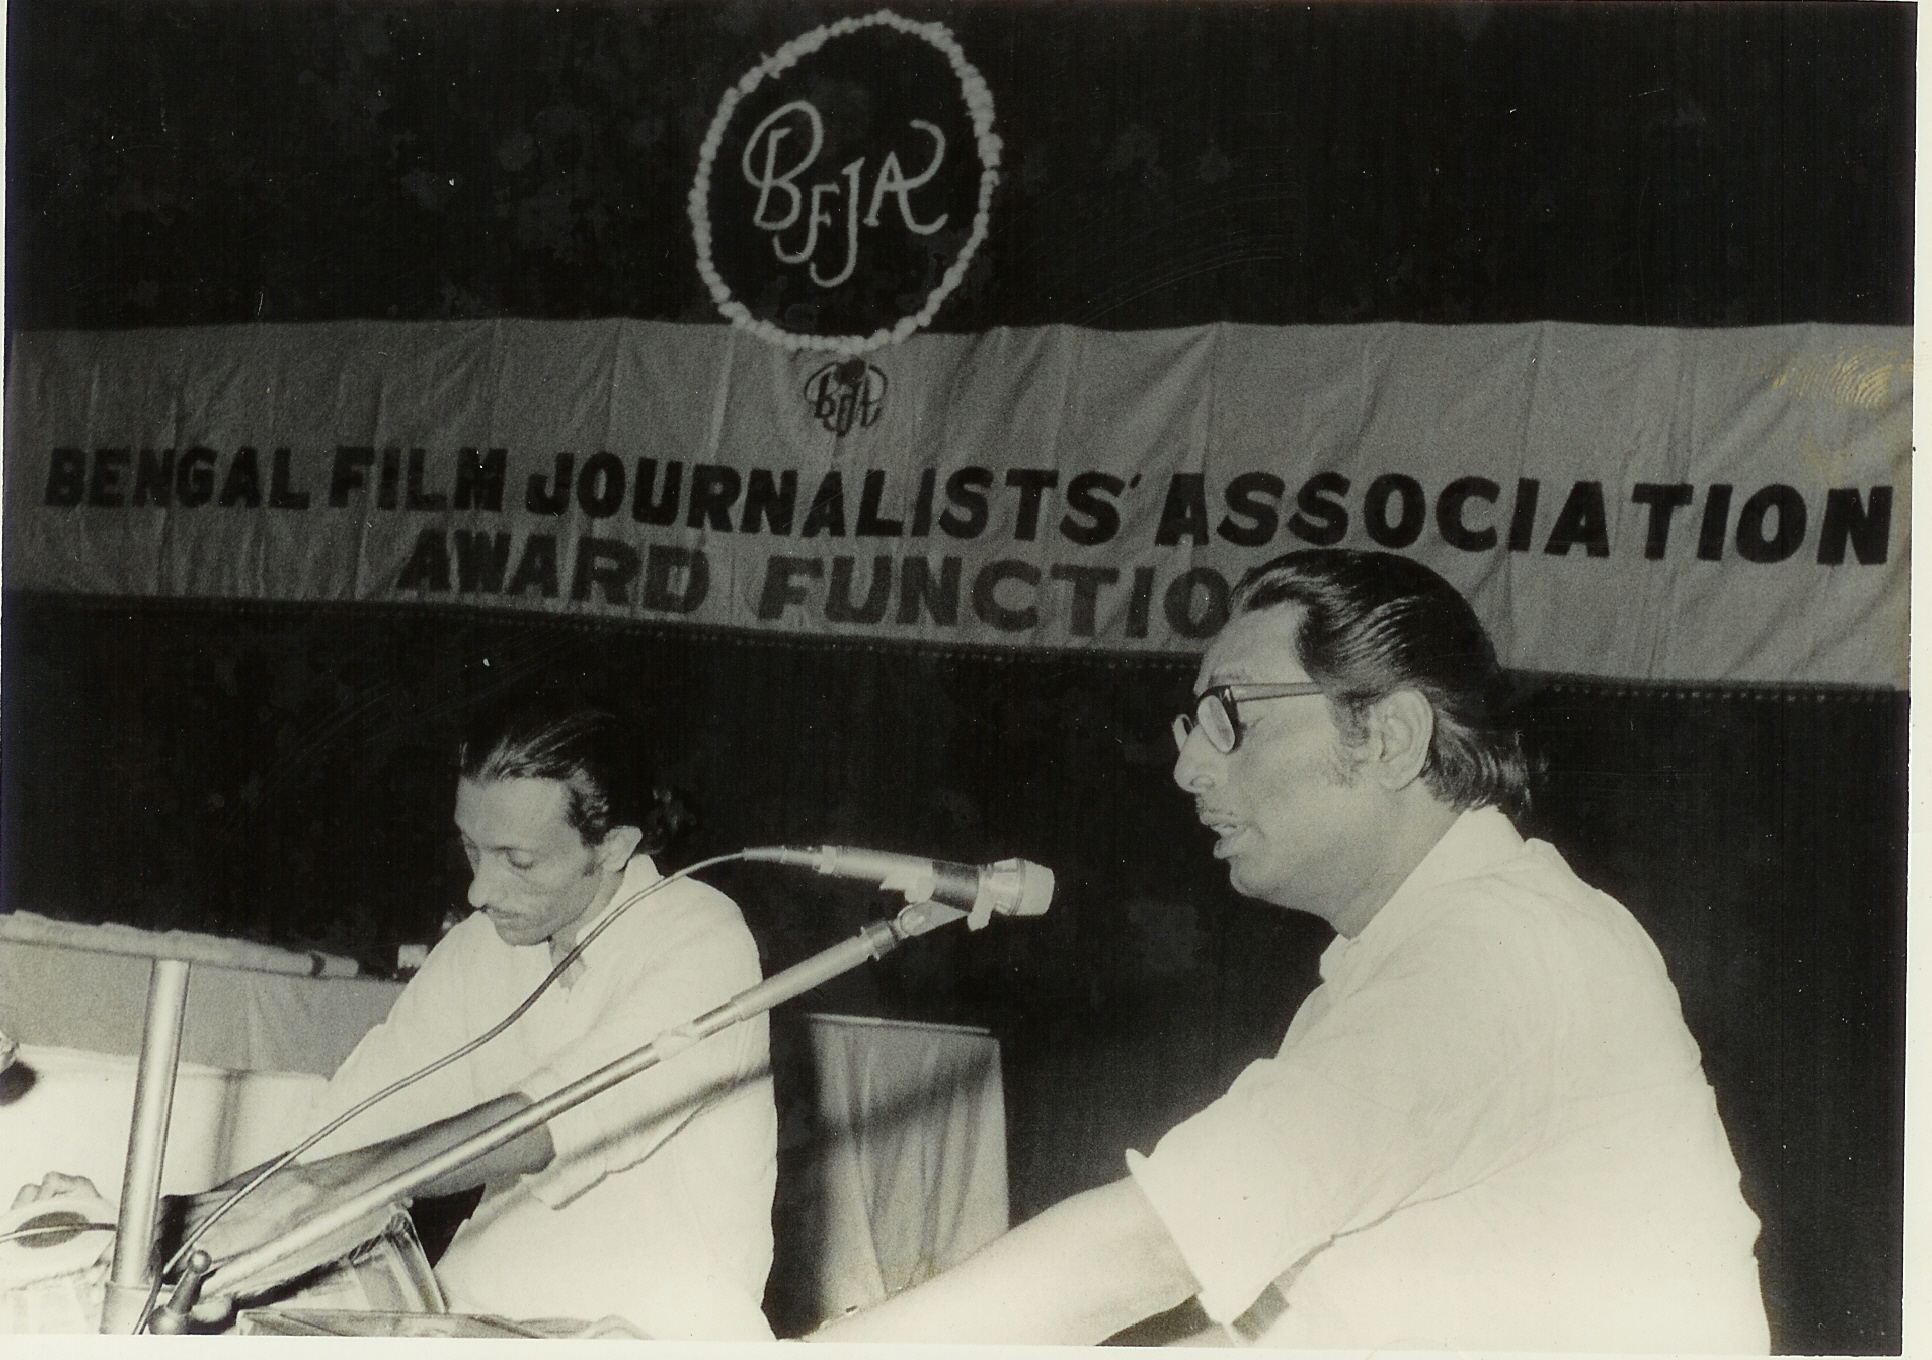 BFJA
BFJA
BENGAL FILM JOURNALISTS' ASSOCIATION
AWARD FUNCTIO